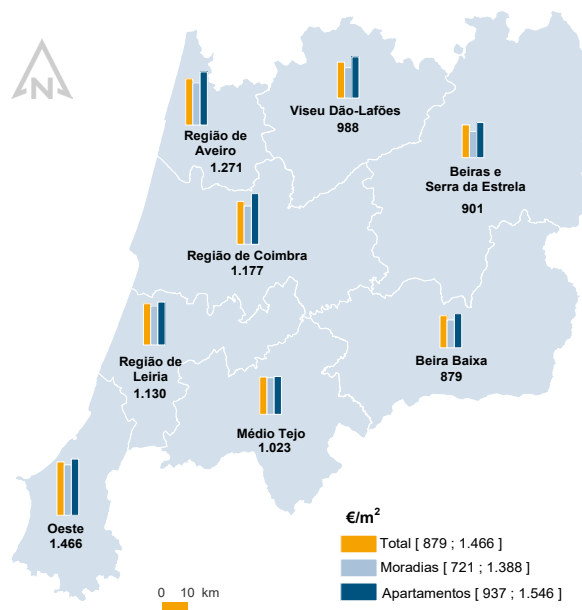 N
Viseu Dão-Lafões
988
Região de
Aveiro
1.271
Beiras e
Serra da Estrela
901
Região de Coimbra
1.177
Região de
Leiria
1.130
Beira Baixa
879
Médio Tejo
1.023
Oeste
1.466
€/m²
Total [ 879 ; 1.466 ]
Moradias [ 721 ; 1.388 ]
Apartamentos [ 937 ; 1.546 ]
0 10 km